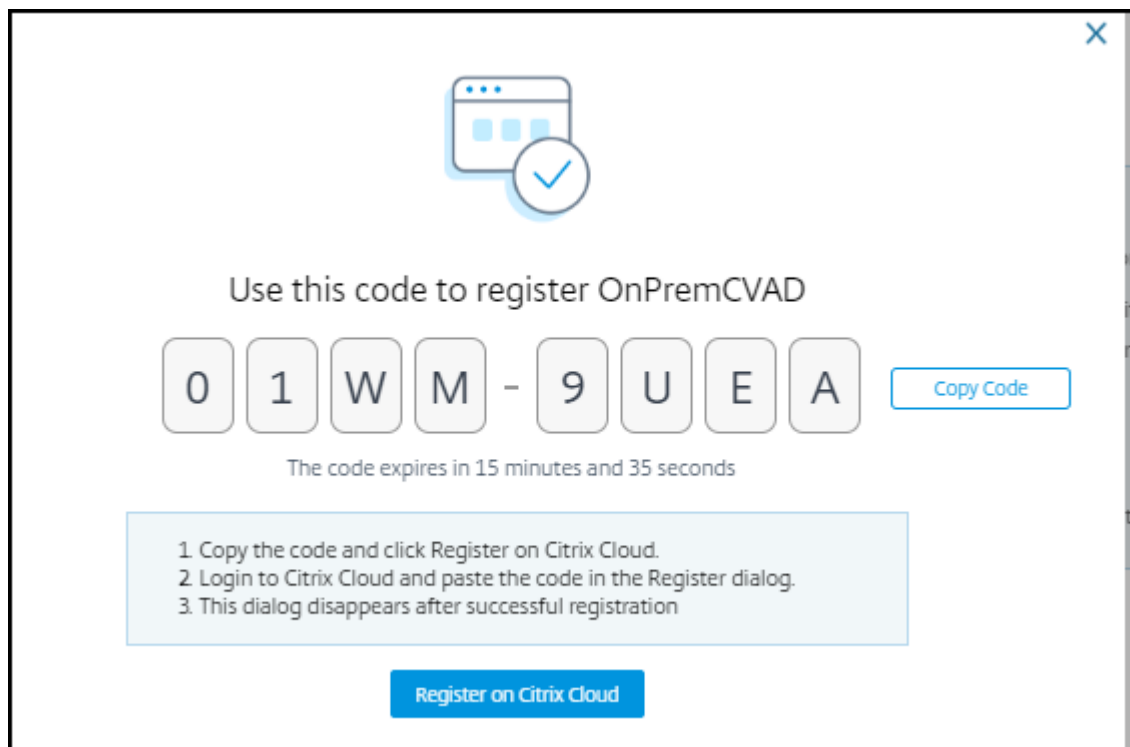 Use this code to register OnPremCVAD
0 1 W M - 9 U E A
Copy Code
The code expires in 15 minutes and 35 seconds
1. Copy the code and click Register on Citrix Cloud.
2. Login to Citrix Cloud and paste the code in the Register dialog.
3. This dialog disappears after successful registration
Register on Citrix Cloud